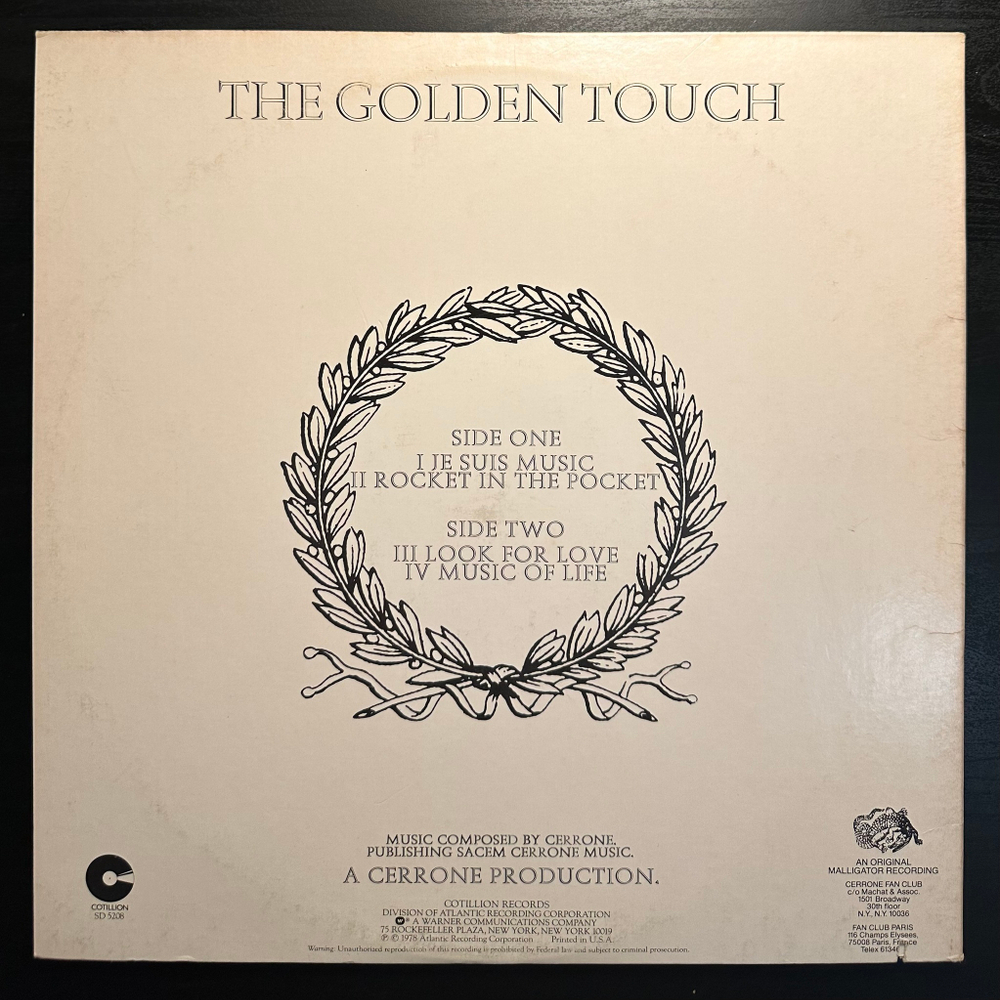 THE GOLDEN TOUCH
SIDE ONE
I JE SUIS MUSIC
II ROCKET IN THE POCKET
SIDE TWO
III LOOK FOR LOVE
IV MUSIC OF LIFE
MUSIC COMPOSED BY CERRONE.
PUBLISHING SACEM CERRONE MUSIC.
A CERRONE PRODUCTION.
COTILLION
SD 5208
COTILLION RECORDS
DIVISION OF ATLANTIC RECORDING CORPORATION
® A WARNER COMMUNICATIONS COMPANY
75 ROCKEFELLER PLAZA, NEW YORK, NEW YORK 10019
℗ © 1978 Atlantic Recording Corporation Printed in U.S.A.
Warning: Unauthorized reproduction of this recording is prohibited by Federal law and subject to criminal prosecution.
AN ORIGINAL
MALLIGATOR RECORDING
CERRONE FAN CLUB
c/o Machat & Assoc.
1501 Broadway
30th floor
N.Y., N.Y. 10036
FAN CLUB PARIS
116 Champs Elysees,
75008 Paris, France
Telex